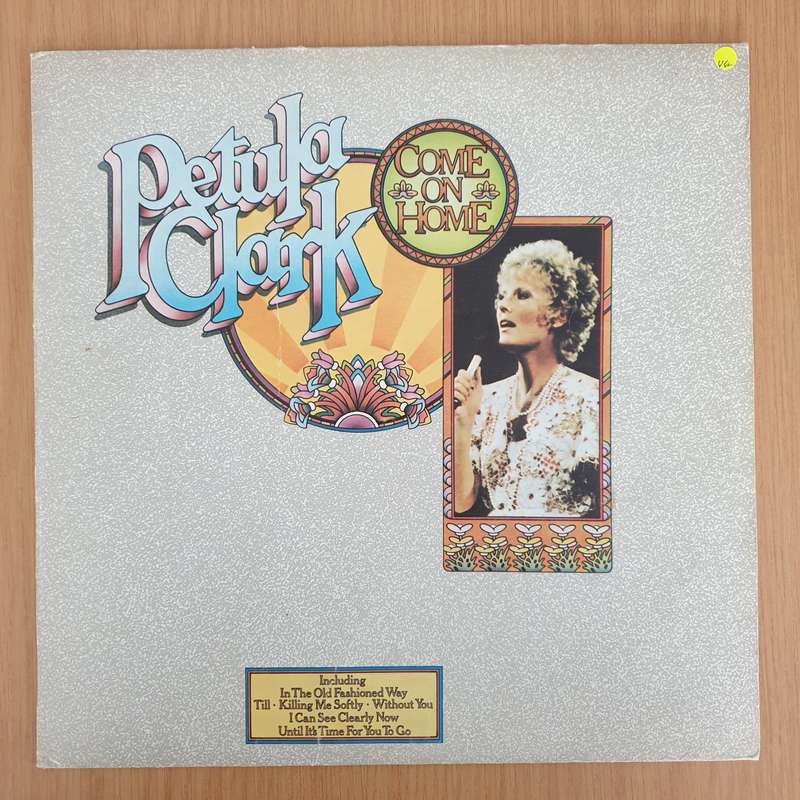 Petula
Clark
COME
ON
HOME
VG+
Including
In The Old Fashioned Way
Till · Killing Me Softly · Without You
I Can See Clearly Now
Until It's Time For You To Go